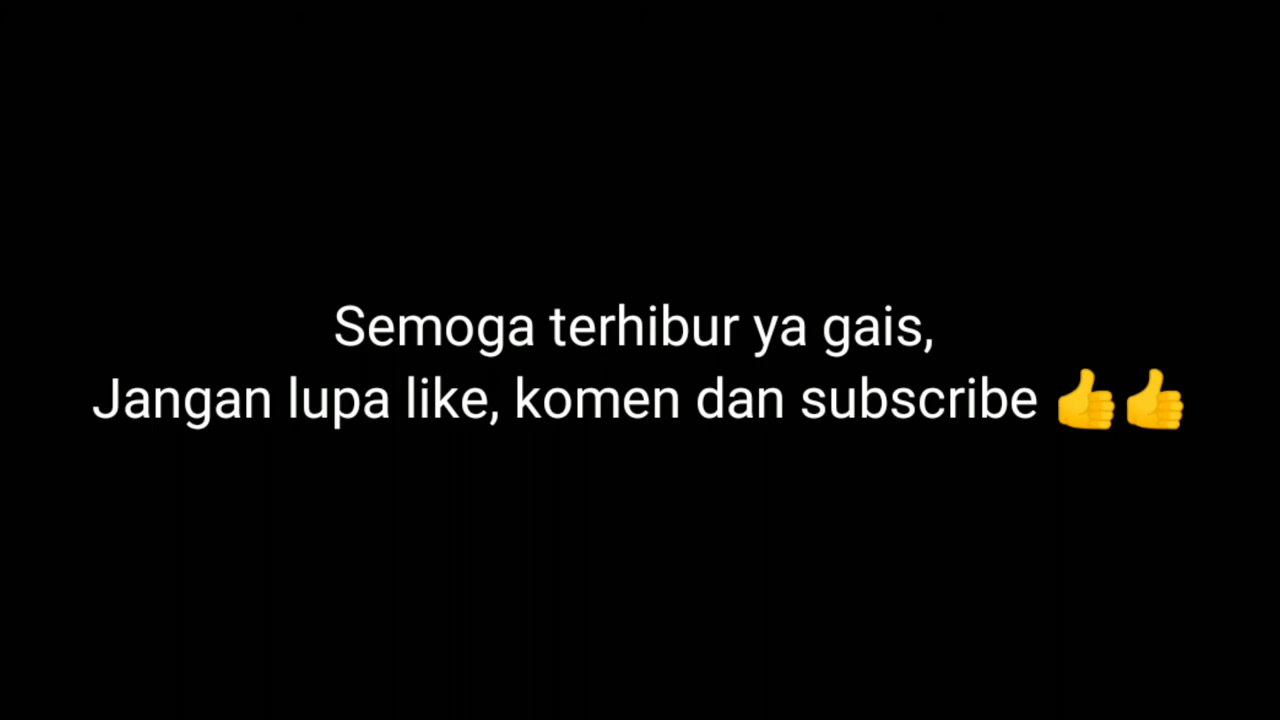 Semoga terhibur ya gais,
Jangan lupa like, komen dan subscribe 👍👍